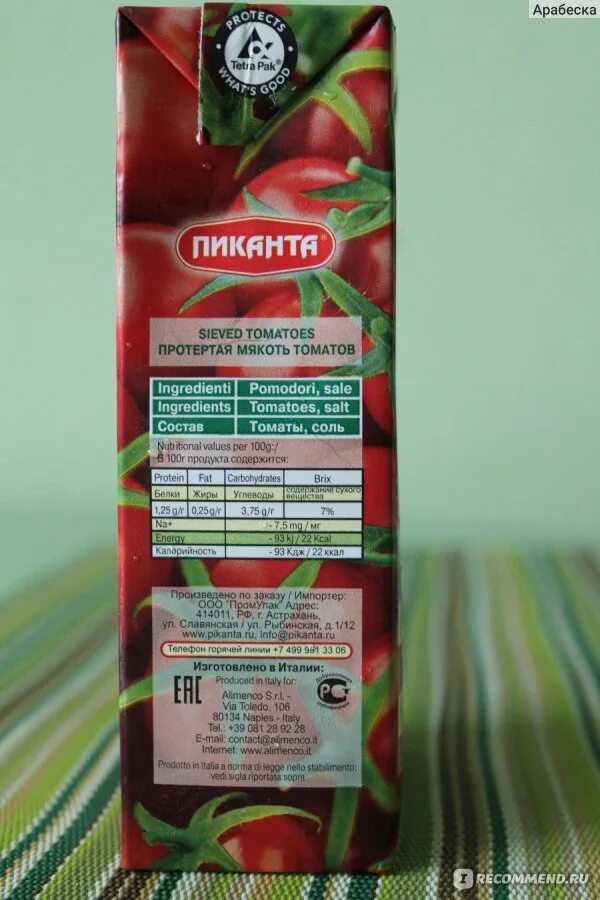 Арабеска
PROTECTS
Tetra Pak®
WHAT'S GOOD
ПИКАНТА®
SIEVED TOMATOES
ПРОТЕРТАЯ МЯКОТЬ ТОМАТОВ
Ingredienti Pomodori, sale
Ingredients Tomatoes, salt
Состав Томаты, соль
Nutritional values per 100g:/
В 100г продукта содержится:
Protein Fat Carbohydrates Brix
Белки Жиры Углеводы содержание сухого вещества
1,25 g/г 0,25 g/г 3,75 g/г 7%
Na+ - 7,5 mg / мг
Energy - 93 kj / 22 Kcal
Калорийность - 93 Кдж / 22 ккал
Произведено по заказу / Импортер:
ООО "ПромУпак" Адрес:
414011, РФ, г. Астрахань,
ул. Славянская / ул. Рыбинская, д.1/12
www.pikanta.ru, info@pikanta.ru
Телефон горячей линии +7 499 981 33 06
Изготовлено в Италии:
Produced in Italy for:
EAC
Alimenco S.r.l. -
Via Toledo, 106
80134 Naples - Italy
Tel.: +39 081 28 92 28
E-mail: contact@alimenco.it
Internet: www.alimenco.it
Добровольная
сертификация
Prodotto in Italia a norma di legge nello stabilimento:
vedi sigla riportata sopra
IRECOMMEND.RU